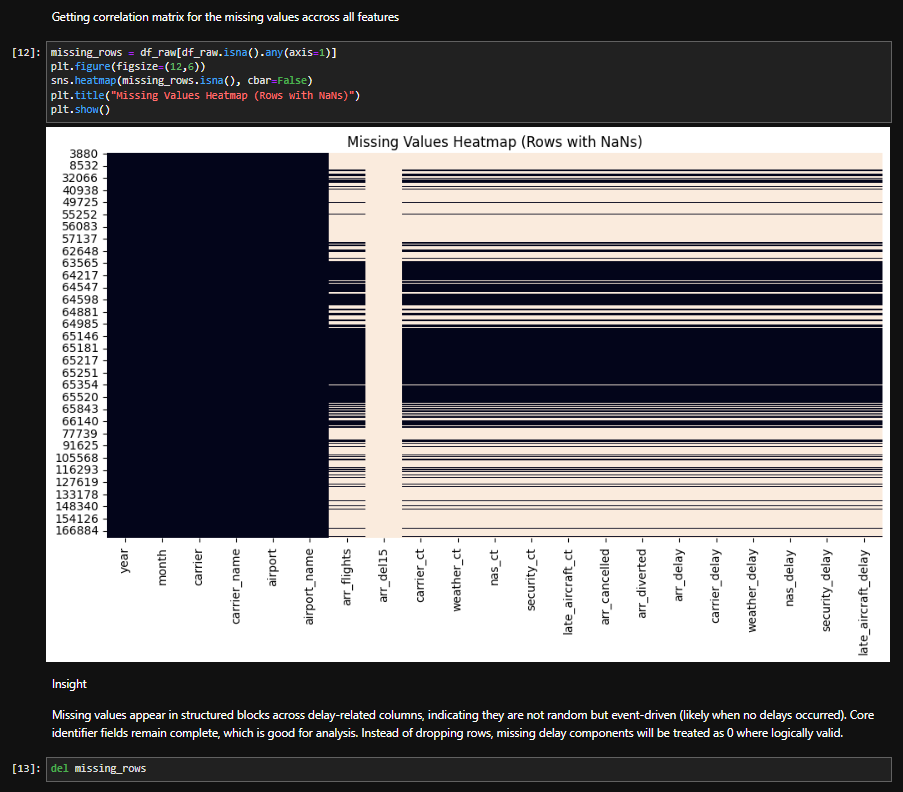 Getting correlation matrix for the missing values accross all features
[12]: missing_rows = df_raw[df_raw.isna().any(axis=1)]
plt.figure(figsize=(12,6))
sns.heatmap(missing_rows.isna(), cbar=False)
plt.title("Missing Values Heatmap (Rows with NaNs)")
plt.show()
Missing Values Heatmap (Rows with NaNs)
3880
8532
32066
40938
49725
55252
56083
57137
62648
63565
64217
64547
64598
64881
64985
65146
65181
65217
65251
65354
65520
65843
66140
77739
91625
105568
116293
127619
133178
148340
154126
166884
year
month
carrier
carrier_name
airport
airport_name
arr_flights
arr_del15
carrier_ct
weather_ct
nas_ct
security_ct
late_aircraft_ct
arr_cancelled
arr_diverted
arr_delay
carrier_delay
weather_delay
nas_delay
security_delay
late_aircraft_delay
Insight
Missing values appear in structured blocks across delay-related columns, indicating they are not random but event-driven (likely when no delays occurred). Core
identifier fields remain complete, which is good for analysis. Instead of dropping rows, missing delay components will be treated as 0 where logically valid.
[13]: del missing_rows